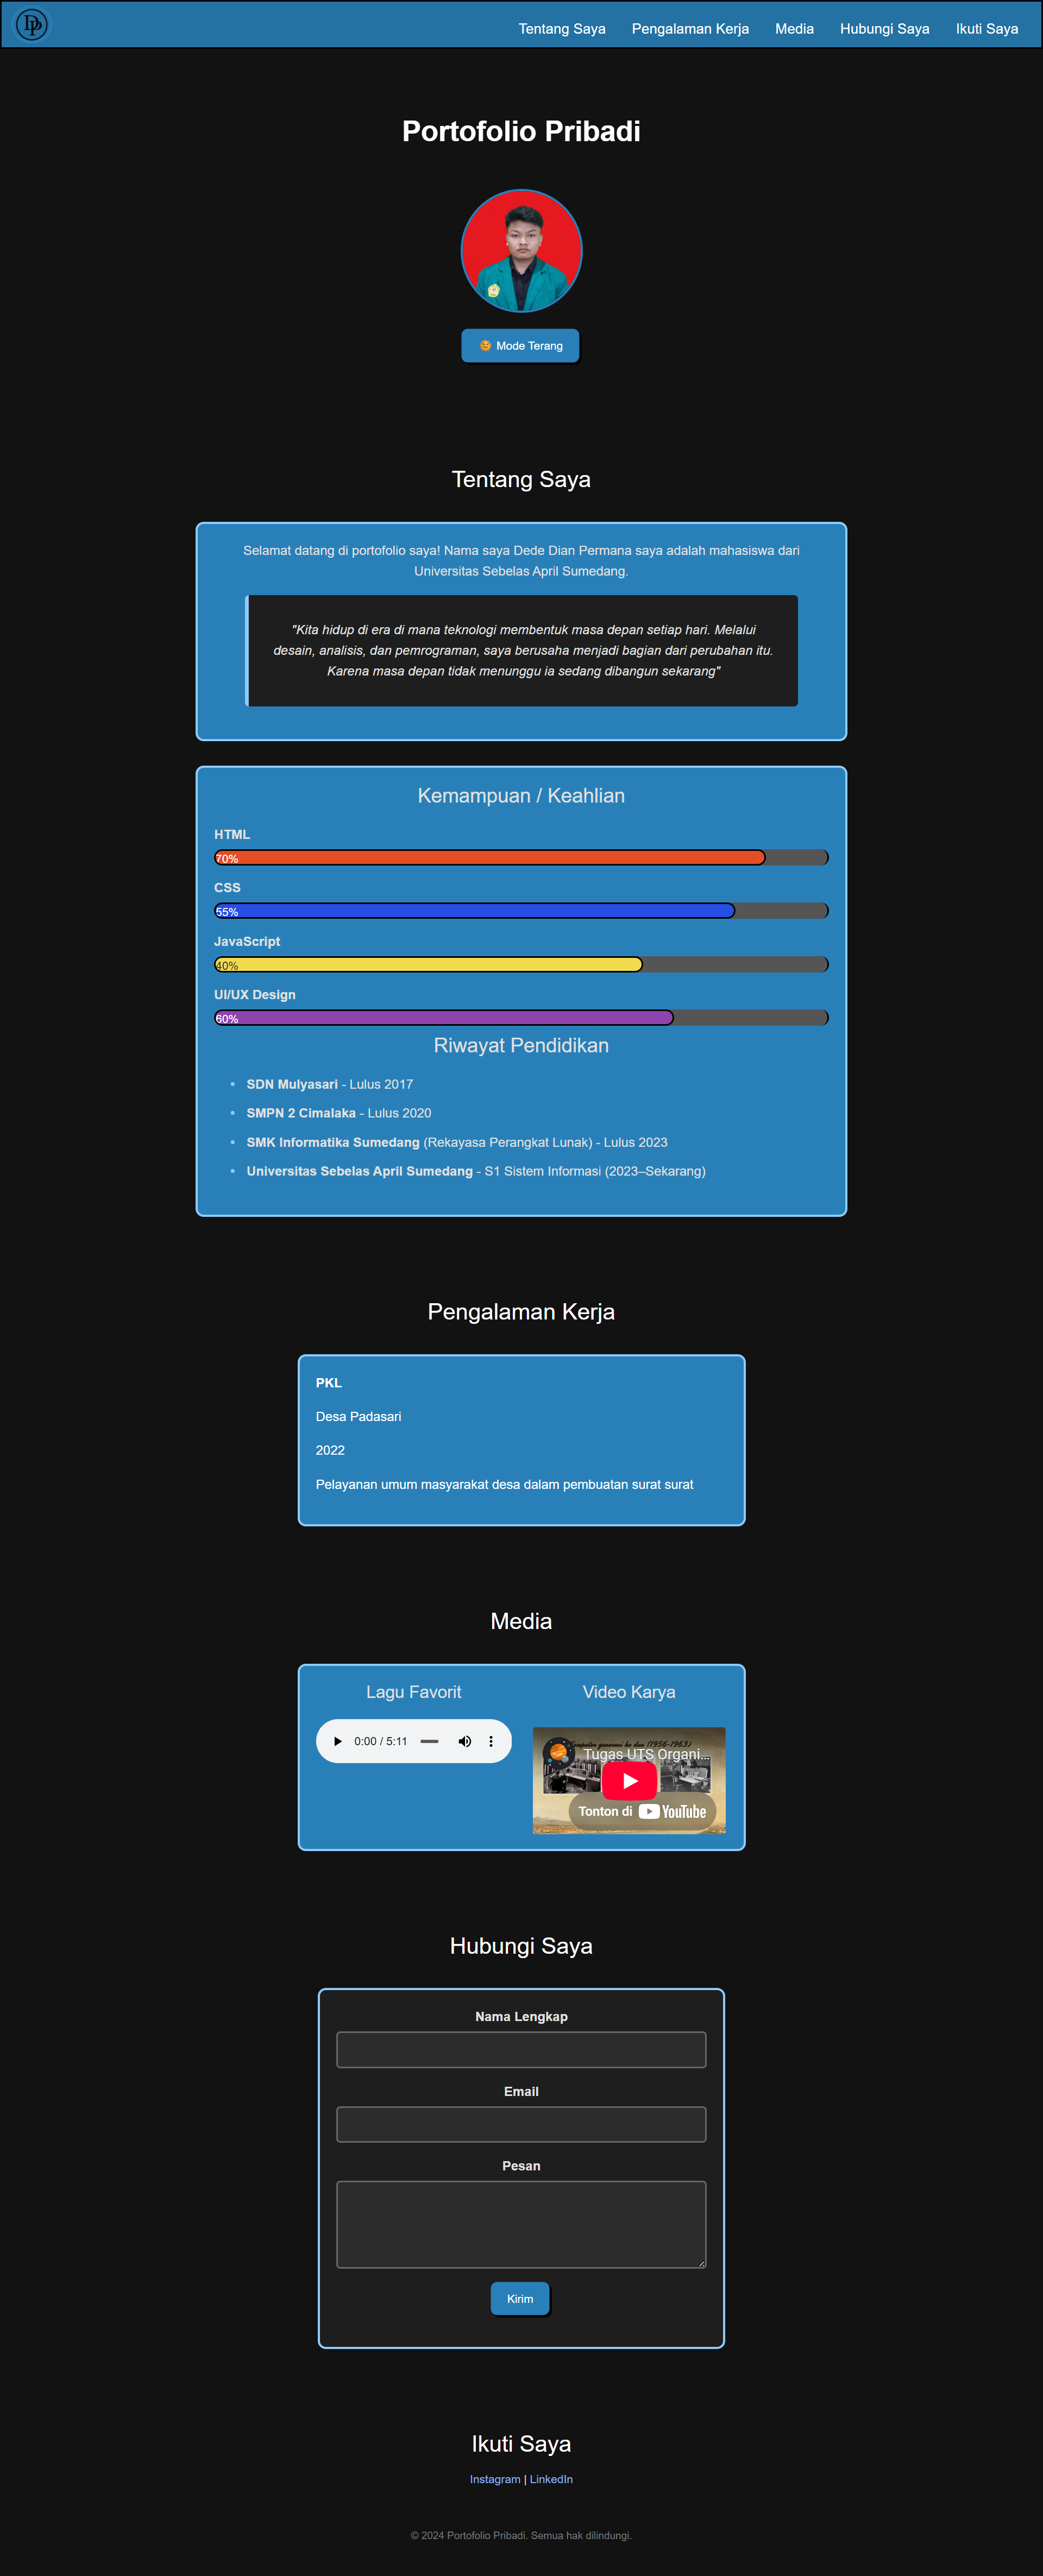 DP
Tentang Saya Pengalaman Kerja Media Hubungi Saya Ikuti Saya
Portofolio Pribadi
Mode Terang
Tentang Saya
Selamat datang di portofolio saya! Nama saya Dede Dian Permana saya adalah mahasiswa dari
Universitas Sebelas April Sumedang.
"Kita hidup di era di mana teknologi membentuk masa depan setiap hari. Melalui
desain, analisis, dan pemrograman, saya berusaha menjadi bagian dari perubahan itu.
Karena masa depan tidak menunggu ia sedang dibangun sekarang"
Kemampuan / Keahlian
HTML
70%
CSS
55%
JavaScript
40%
UI/UX Design
60%
Riwayat Pendidikan
• SDN Mulyasari - Lulus 2017
• SMPN 2 Cimalaka - Lulus 2020
• SMK Informatika Sumedang (Rekayasa Perangkat Lunak) - Lulus 2023
• Universitas Sebelas April Sumedang - S1 Sistem Informasi (2023–Sekarang)
Pengalaman Kerja
PKL
Desa Padasari
2022
Pelayanan umum masyarakat desa dalam pembuatan surat surat
Media
Lagu Favorit
0:00 / 5:11
Video Karya
generasi ke dua (1956-1963)
Tugas UTS Organi...
Tonton di YouTube
Hubungi Saya
Nama Lengkap
Email
Pesan
Kirim
Ikuti Saya
Instagram | LinkedIn
© 2024 Portofolio Pribadi. Semua hak dilindungi.